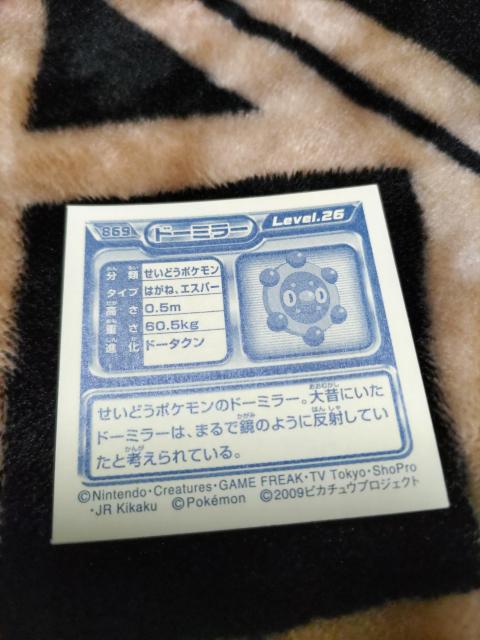 869 ドーミラー Level.26
分類 せいどうポケモン
タイプ はがね、エスパー
高さ 0.5m
重さ 60.5kg
進化 ドータクン
せいどうポケモンのドーミラー。大昔にいた
ドーミラーは、まるで鏡のように反射してい
たと考えられている。
©Nintendo・Creatures・GAME FREAK・TV Tokyo・ShoPro
・JR Kikaku ©Pokémon ©2009ピカチュウプロジェクト